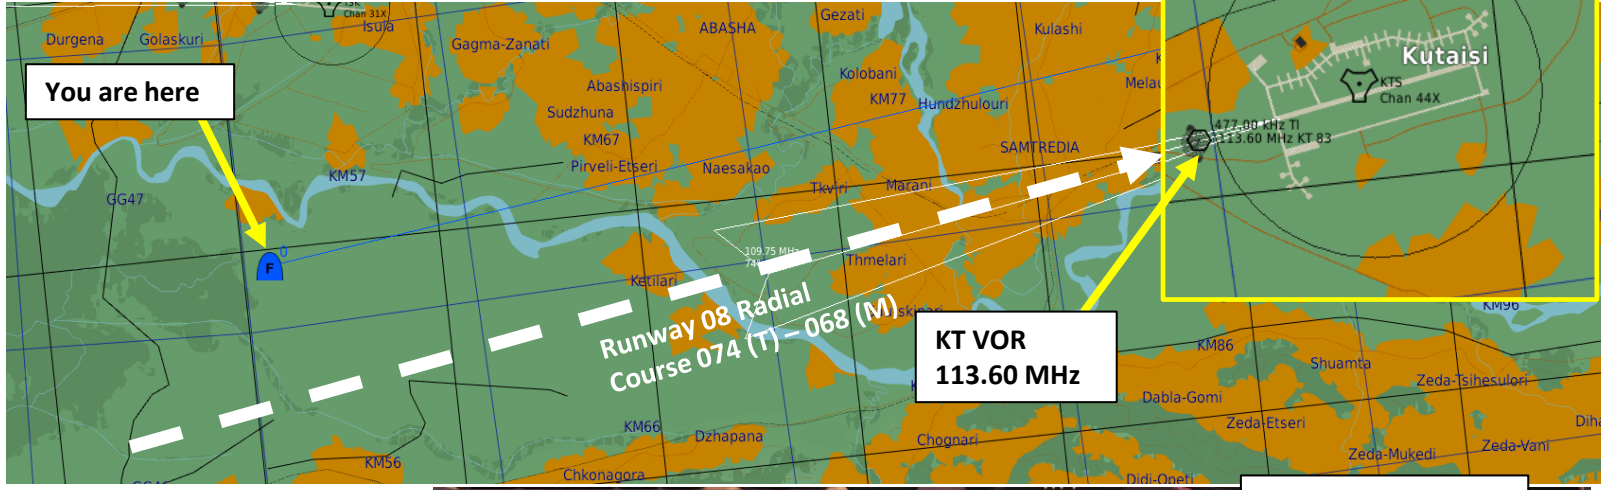 Chan 31X
Isula
Durgena
Golaskuri
Gagma-Zanati
ABASHA
Gezati
Kulashi
Kutaisi
KTS
Chan 44X
You are here
Abashispiri
Kolobani
KM77
Hundzhulouri
Melau
Sudzhuna
KM67
477.00 kHz TI
113.60 MHz KT 83
SAMTREDIA
Pirveli-Etseri
Naesakao
KM57
Tkviri
Marani
GG47
0
F
109.75 MHz
Ketilari
Thmelari
Runway 08 Radial
Course 074 (T) – 068 (M)
KM96
KT VOR
113.60 MHz
KM86
Shuamta
Zeda-Tsihesulori
Dabla-Gomi
Zeda-Etseri
KM66
Dzhapana
Chognari
Zeda-Mukedi
Zeda-Vani
KM56
Chkonagora
Didi-Opeti